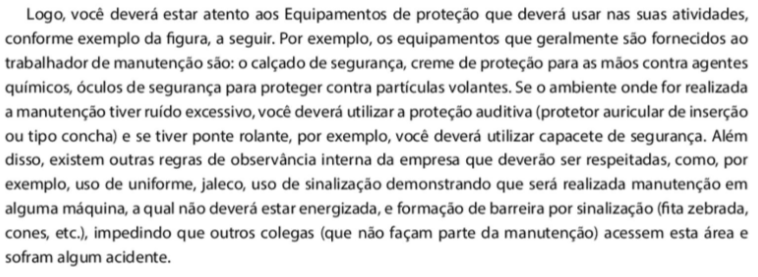 Logo, você deverá estar atento aos Equipamentos de proteção que deverá usar nas suas atividades,
conforme exemplo da figura, a seguir. Por exemplo, os equipamentos que geralmente são fornecidos ao
trabalhador de manutenção são: o calçado de segurança, creme de proteção para as mãos contra agentes
químicos, óculos de segurança para proteger contra partículas volantes. Se o ambiente onde for realizada
a manutenção tiver ruído excessivo, você deverá utilizar a proteção auditiva (protetor auricular de inserção
ou tipo concha) e se tiver ponte rolante, por exemplo, você deverá utilizar capacete de segurança. Além
disso, existem outras regras de observância interna da empresa que deverão ser respeitadas, como, por
exemplo, uso de uniforme, jaleco, uso de sinalização demonstrando que será realizada manutenção em
alguma máquina, a qual não deverá estar energizada, e formação de barreira por sinalização (fita zebrada,
cones, etc.), impedindo que outros colegas (que não façam parte da manutenção) acessem esta área e
sofram algum acidente.